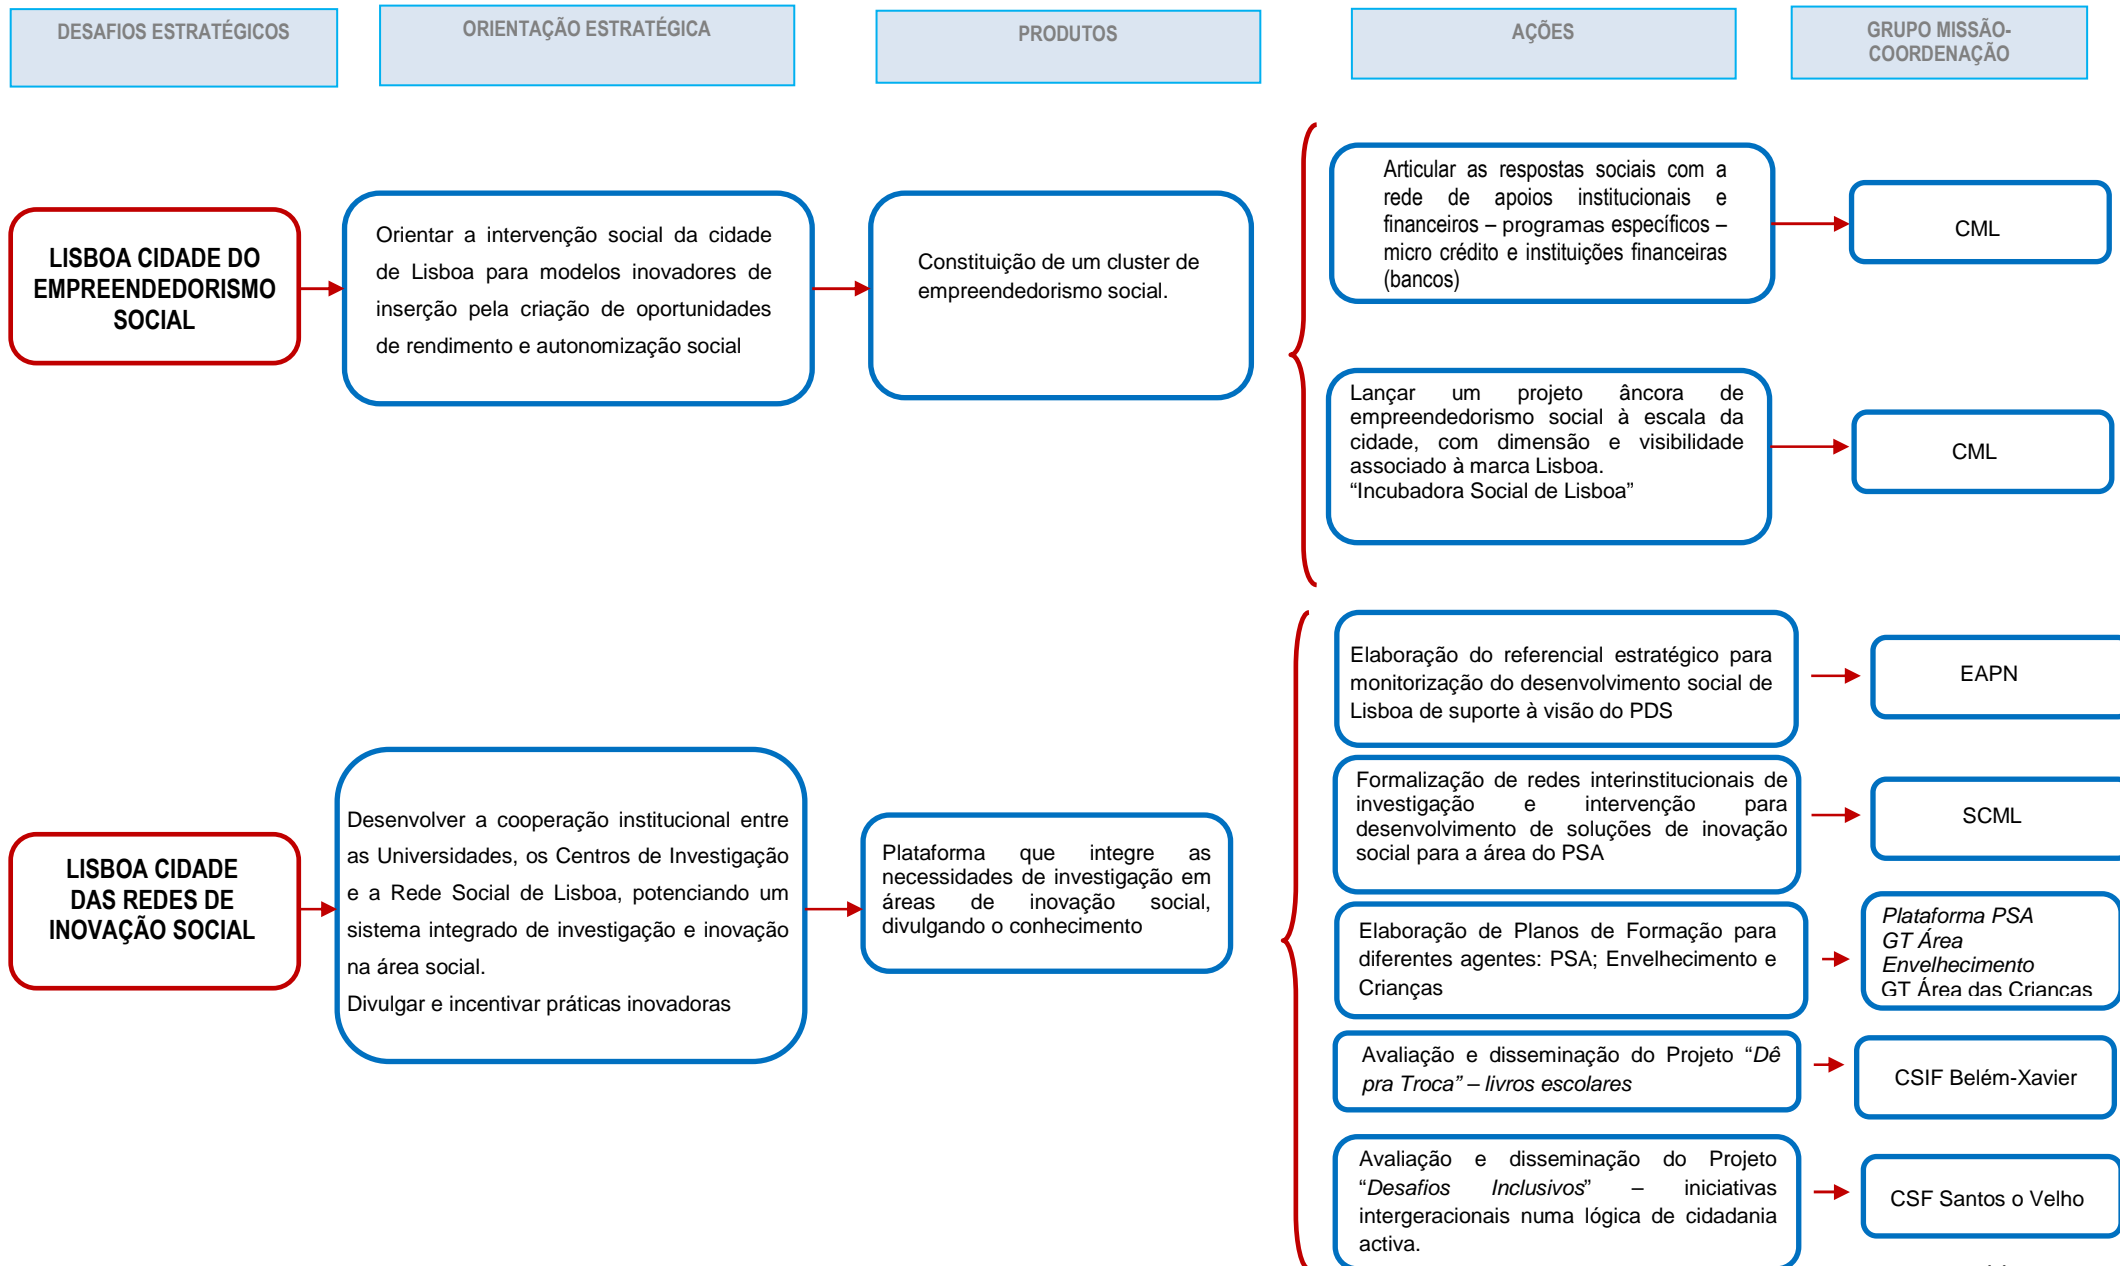 DESAFIOS ESTRATÉGICOS
ORIENTAÇÃO ESTRATÉGICA
PRODUTOS
AÇÕES
GRUPO MISSÃO-
COORDENAÇÃO
LISBOA CIDADE DO
EMPREENDEDORISMO
SOCIAL
Orientar a intervenção social da cidade
de Lisboa para modelos inovadores de
inserção pela criação de oportunidades
de rendimento e autonomização social
Constituição de um cluster de
empreendedorismo social.
Articular as respostas sociais com a
rede de apoios institucionais e
financeiros – programas específicos –
micro crédito e instituições financeiras
(bancos)
CML
Lançar um projeto âncora de
empreendedorismo social à escala da
cidade, com dimensão e visibilidade
associado à marca Lisboa.
“Incubadora Social de Lisboa”
CML
LISBOA CIDADE
DAS REDES DE
INOVAÇÃO SOCIAL
Desenvolver a cooperação institucional entre
as Universidades, os Centros de Investigação
e a Rede Social de Lisboa, potenciando um
sistema integrado de investigação e inovação
na área social.
Divulgar e incentivar práticas inovadoras
Plataforma que integre as
necessidades de investigação em
áreas de inovação social,
divulgando o conhecimento
Elaboração do referencial estratégico para
monitorização do desenvolvimento social de
Lisboa de suporte à visão do PDS
EAPN
Formalização de redes interinstitucionais de
investigação e intervenção para
desenvolvimento de soluções de inovação
social para a área do PSA
SCML
Elaboração de Planos de Formação para
diferentes agentes: PSA; Envelhecimento e
Crianças
Plataforma PSA
GT Área
Envelhecimento
GT Área das Crianças
Avaliação e disseminação do Projeto “Dê
pra Troca” – livros escolares
CSIF Belém-Xavier
Avaliação e disseminação do Projeto
“Desafios Inclusivos” – iniciativas
intergeracionais numa lógica de cidadania
activa.
CSF Santos o Velho